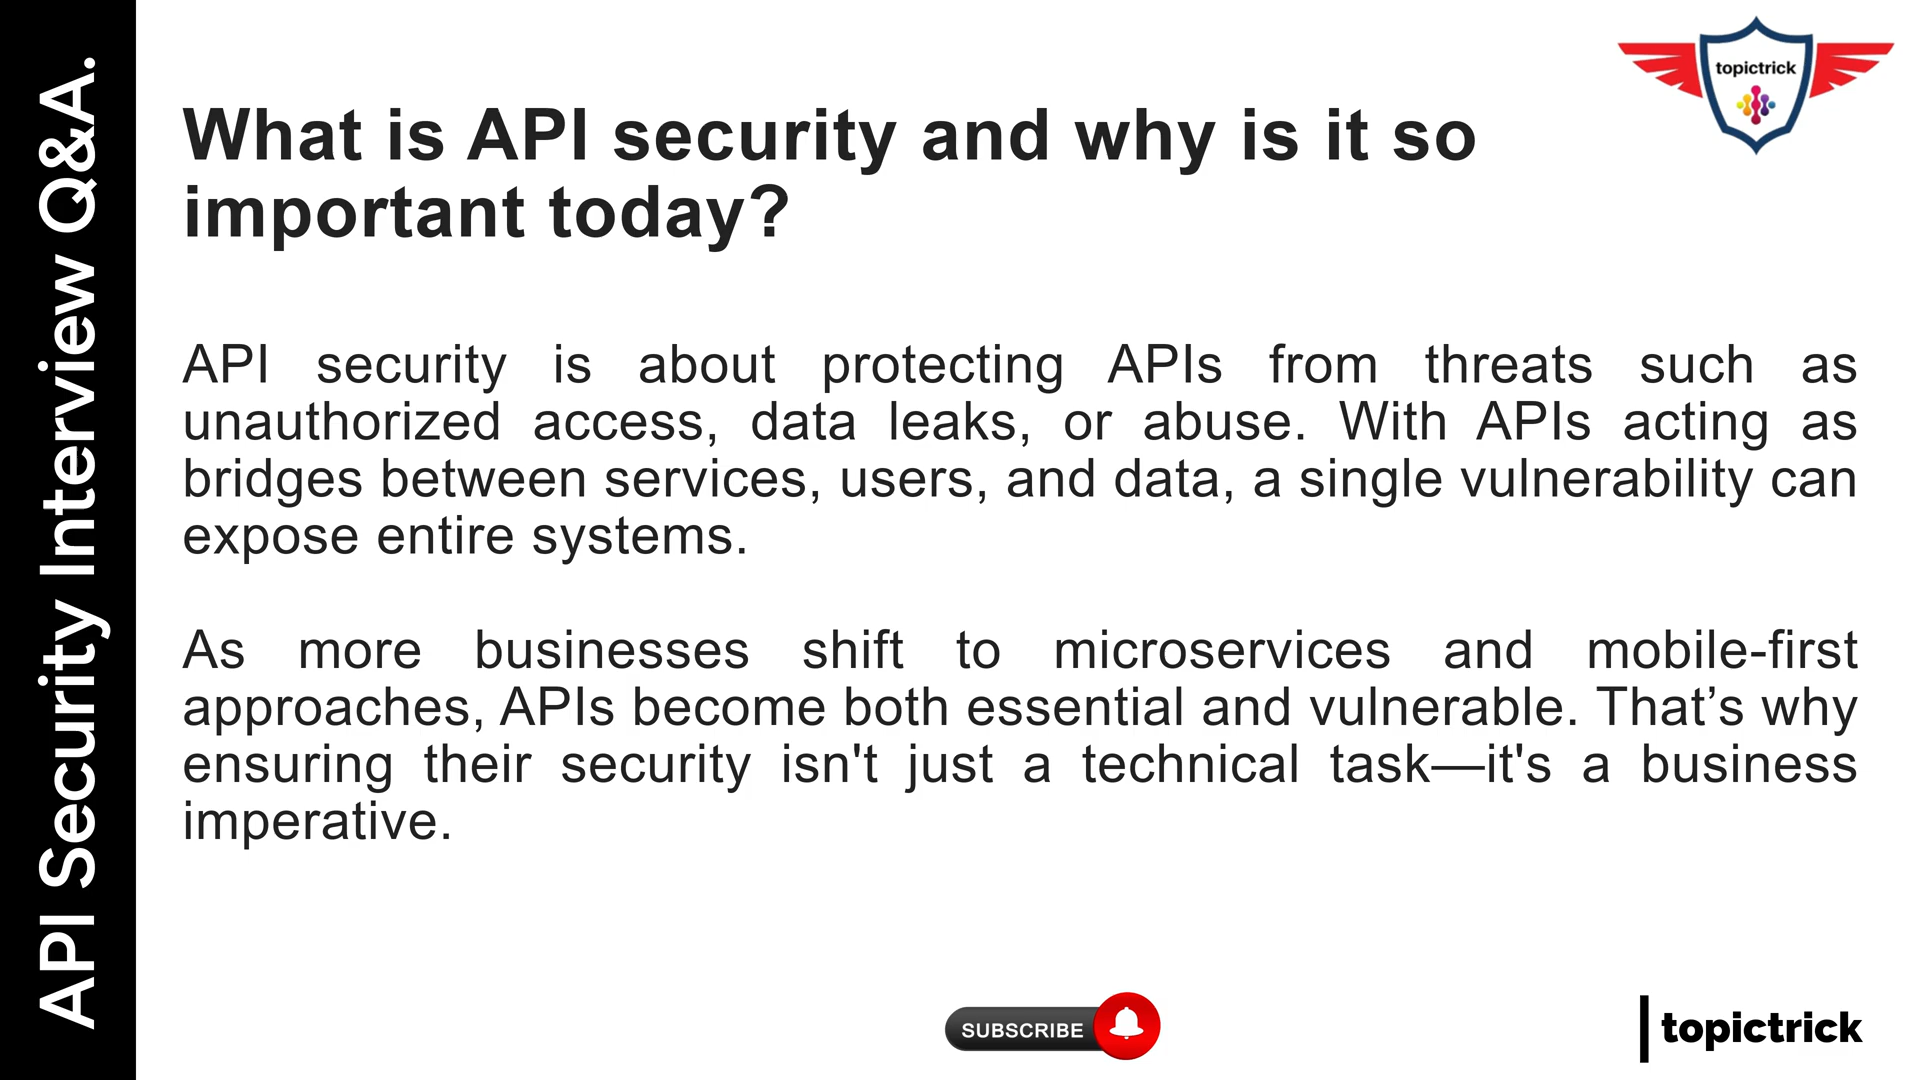 API Security Interview Q&A.
topictrick
What is API security and why is it so
important today?
API security is about protecting APIs from threats such as
unauthorized access, data leaks, or abuse. With APIs acting as
bridges between services, users, and data, a single vulnerability can
expose entire systems.
As more businesses shift to microservices and mobile-first
approaches, APIs become both essential and vulnerable. That’s why
ensuring their security isn't just a technical task—it's a business
imperative.
SUBSCRIBE
topictrick